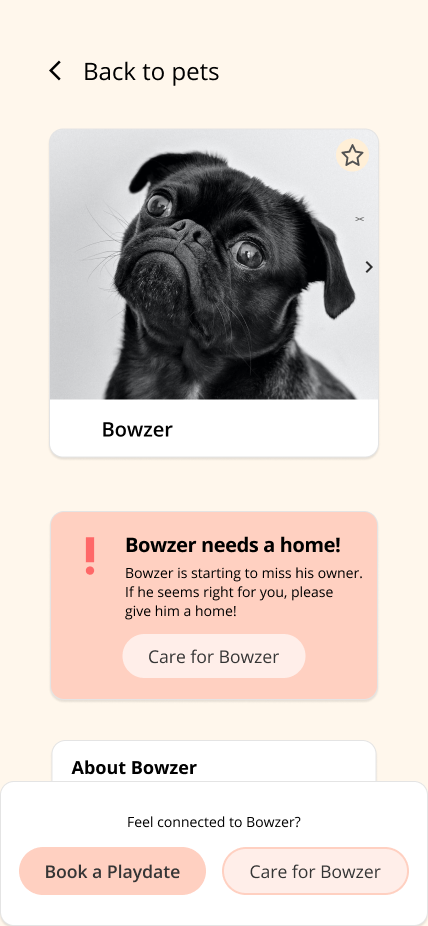 Back to pets
Bowzer
Bowzer needs a home!
Bowzer is starting to miss his owner.
If he seems right for you, please
give him a home!
Care for Bowzer
About Bowzer
Feel connected to Bowzer?
Book a Playdate
Care for Bowzer